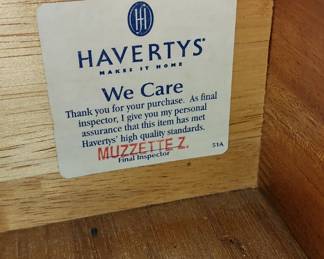 HAVERTYS®
MAKES IT HOME
We Care
Thank you for your purchase. As final
inspector, I give you my personal
assurance that this item has met
Havertys' high quality standards.
MUZZETTE Z.
Final Inspector
51A